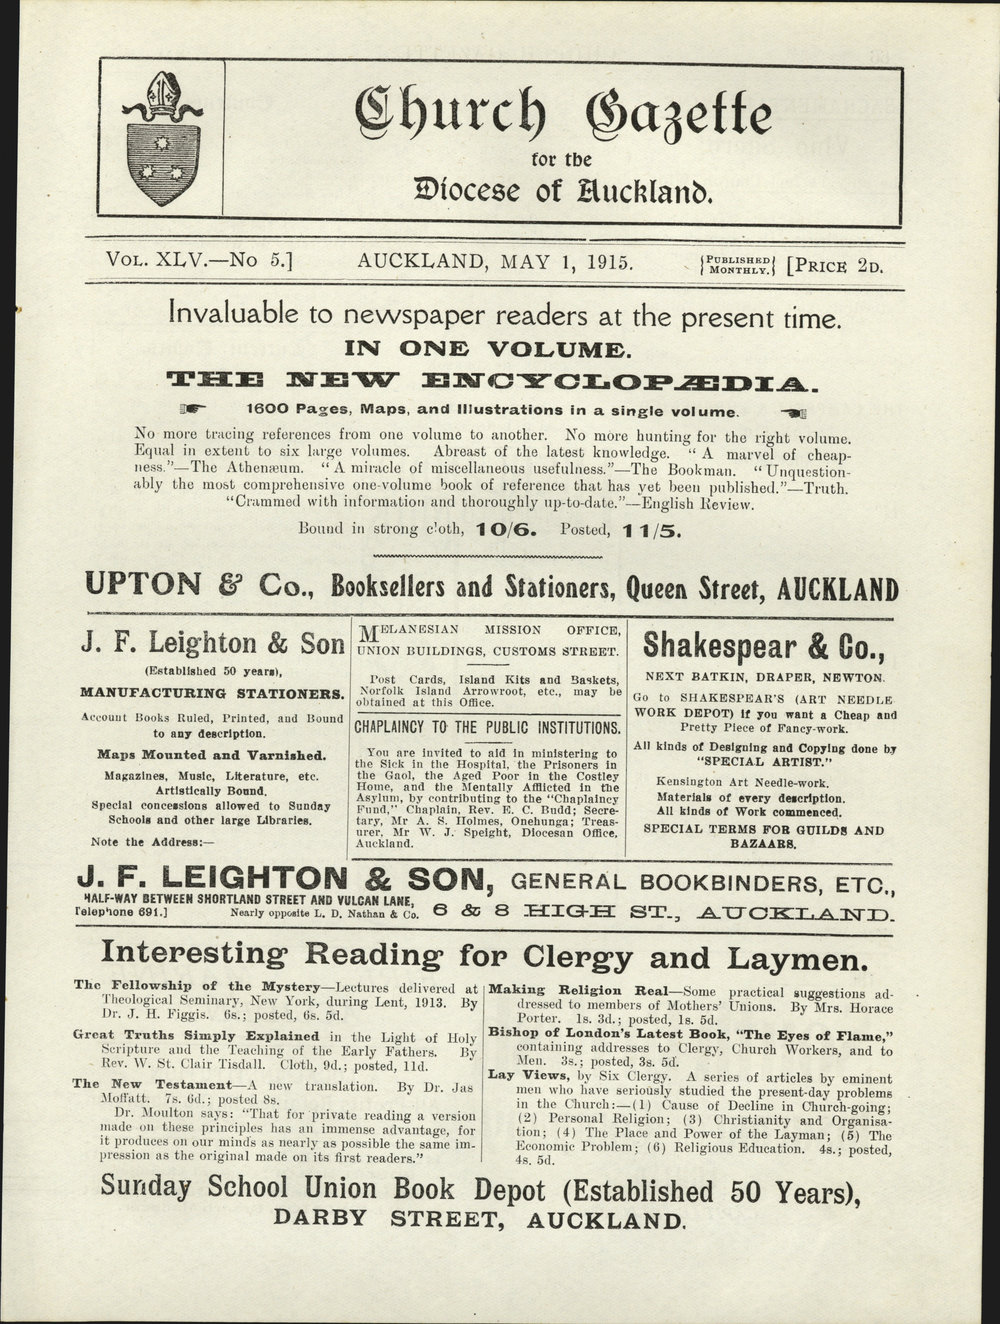 Church Gazette
for the
Diocese of Auckland.
VOL. XLV.—No 5.]
AUCKLAND, MAY 1, 1915.
{PUBLISHED MONTHLY.}
[PRICE 2D.
Invaluable to newspaper readers at the present time.
IN ONE VOLUME.
THE NEW ENCYCLOPÆDIA.
1600 Pages, Maps, and Illustrations in a single volume.
No more tracing references from one volume to another. No more hunting for the right volume.
Equal in extent to six large volumes. Abreast of the latest knowledge. "A marvel of cheap-
ness."—The Athenæum. "A miracle of miscellaneous usefulness."—The Bookman. "Unquestion-
ably the most comprehensive one-volume book of reference that has yet been published."—Truth.
"Crammed with information and thoroughly up-to-date."—English Review.
Bound in strong cloth, 10/6. Posted, 11/5.
UPTON & Co., Booksellers and Stationers, Queen Street, AUCKLAND
J. F. Leighton & Son
(Established 50 years),
MANUFACTURING STATIONERS.
Account Books Ruled, Printed, and Bound
to any description.
Maps Mounted and Varnished.
Magazines, Music, Literature, etc.
Artistically Bound.
Special concessions allowed to Sunday
Schools and other large Libraries.
Note the Address:—
MELANESIAN MISSION OFFICE,
UNION BUILDINGS, CUSTOMS STREET.
Post Cards, Island Kits and Baskets,
Norfolk Island Arrowroot, etc., may be
obtained at this Office.
CHAPLAINCY TO THE PUBLIC INSTITUTIONS.
You are invited to aid in ministering to
the Sick in the Hospital, the Prisoners in
the Gaol, the Aged Poor in the Costley
Home, and the Mentally Afflicted in the
Asylum, by contributing to the "Chaplaincy
Fund," Chaplain, Rev. E. C. Budd; Secre-
tary, Mr A. S. Holmes, Onehunga; Treas-
urer, Mr W. J. Speight, Diocesan Office,
Auckland.
Shakespear & Co.,
NEXT BATKIN, DRAPER, NEWTON.
Go to SHAKESPEAR'S (ART NEEDLE
WORK DEPOT) if you want a Cheap and
Pretty Piece of Fancy-work.
All kinds of Designing and Copying done by
"SPECIAL ARTIST."
Kensington Art Needle-work.
Materials of every description.
All kinds of Work commenced.
SPECIAL TERMS FOR GUILDS AND
BAZAARS.
J. F. LEIGHTON & SON, GENERAL BOOKBINDERS, ETC.,
HALF-WAY BETWEEN SHORTLAND STREET AND VULCAN LANE,
Telephone 691.] Nearly opposite L. D. Nathan & Co. 6 & 8 HIGH ST., AUCKLAND.
Interesting Reading for Clergy and Laymen.
The Fellowship of the Mystery—Lectures delivered at
Theological Seminary, New York, during Lent, 1913. By
Dr. J. H. Figgis. 6s.; posted, 6s. 5d.
Great Truths Simply Explained in the Light of Holy
Scripture and the Teaching of the Early Fathers. By
Rev. W. St. Clair Tisdall. Cloth, 9d.; posted, 11d.
The New Testament—A new translation. By Dr. Jas
Moffatt. 7s. 6d.; posted 8s.
Dr. Moulton says: "That for private reading a version
made on these principles has an immense advantage, for
it produces on our minds as nearly as possible the same im-
pression as the original made on its first readers."
Making Religion Real—Some practical suggestions ad-
dressed to members of Mothers' Unions. By Mrs. Horace
Porter. 1s. 3d.; posted, 1s. 5d.
Bishop of London's Latest Book, "The Eyes of Flame,"
containing addresses to Clergy, Church Workers, and to
Men. 3s.; posted, 3s. 5d.
Lay Views, by Six Clergy. A series of articles by eminent
men who have seriously studied the present-day problems
in the Church:—(1) Cause of Decline in Church-going;
(2) Personal Religion; (3) Christianity and Organisa-
tion; (4) The Place and Power of the Layman; (5) The
Economic Problem; (6) Religious Education. 4s.; posted,
4s. 5d.
Sunday School Union Book Depot (Established 50 Years),
DARBY STREET, AUCKLAND.